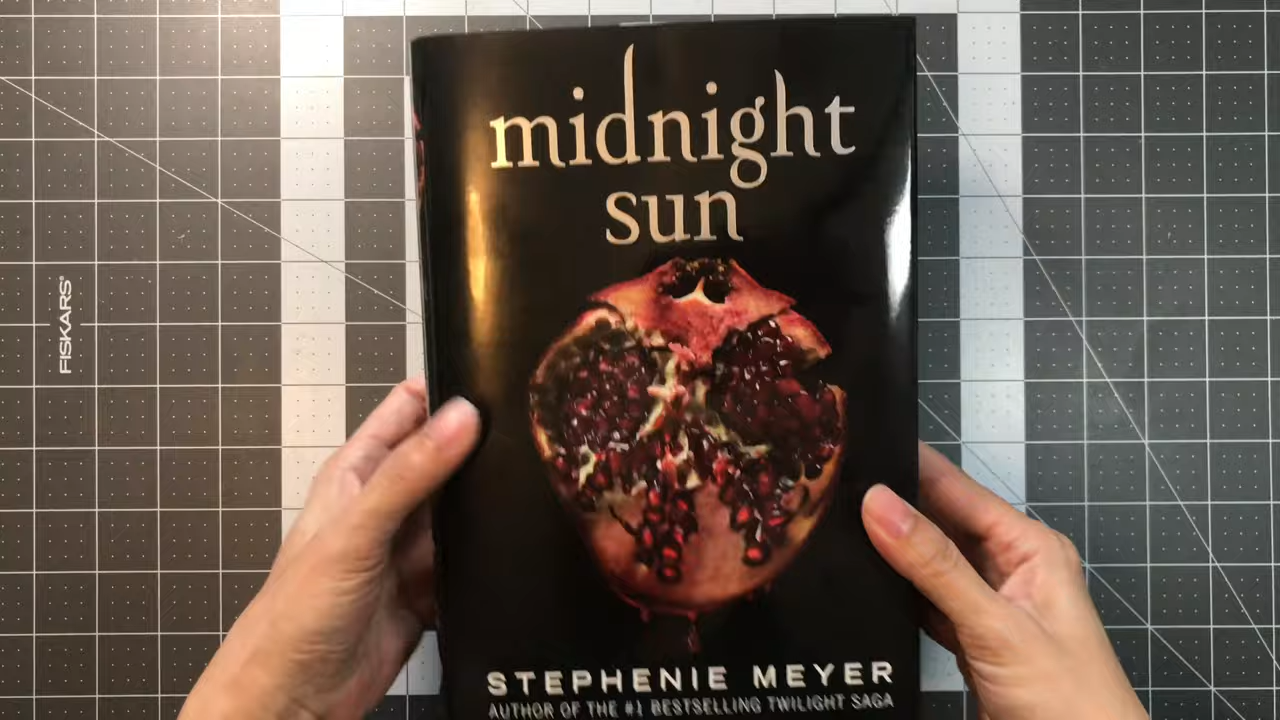 midnight
sun
STEPHENIE MEYER
AUTHOR OF THE #1 BESTSELLING TWILIGHT SAGA
FISKARS®